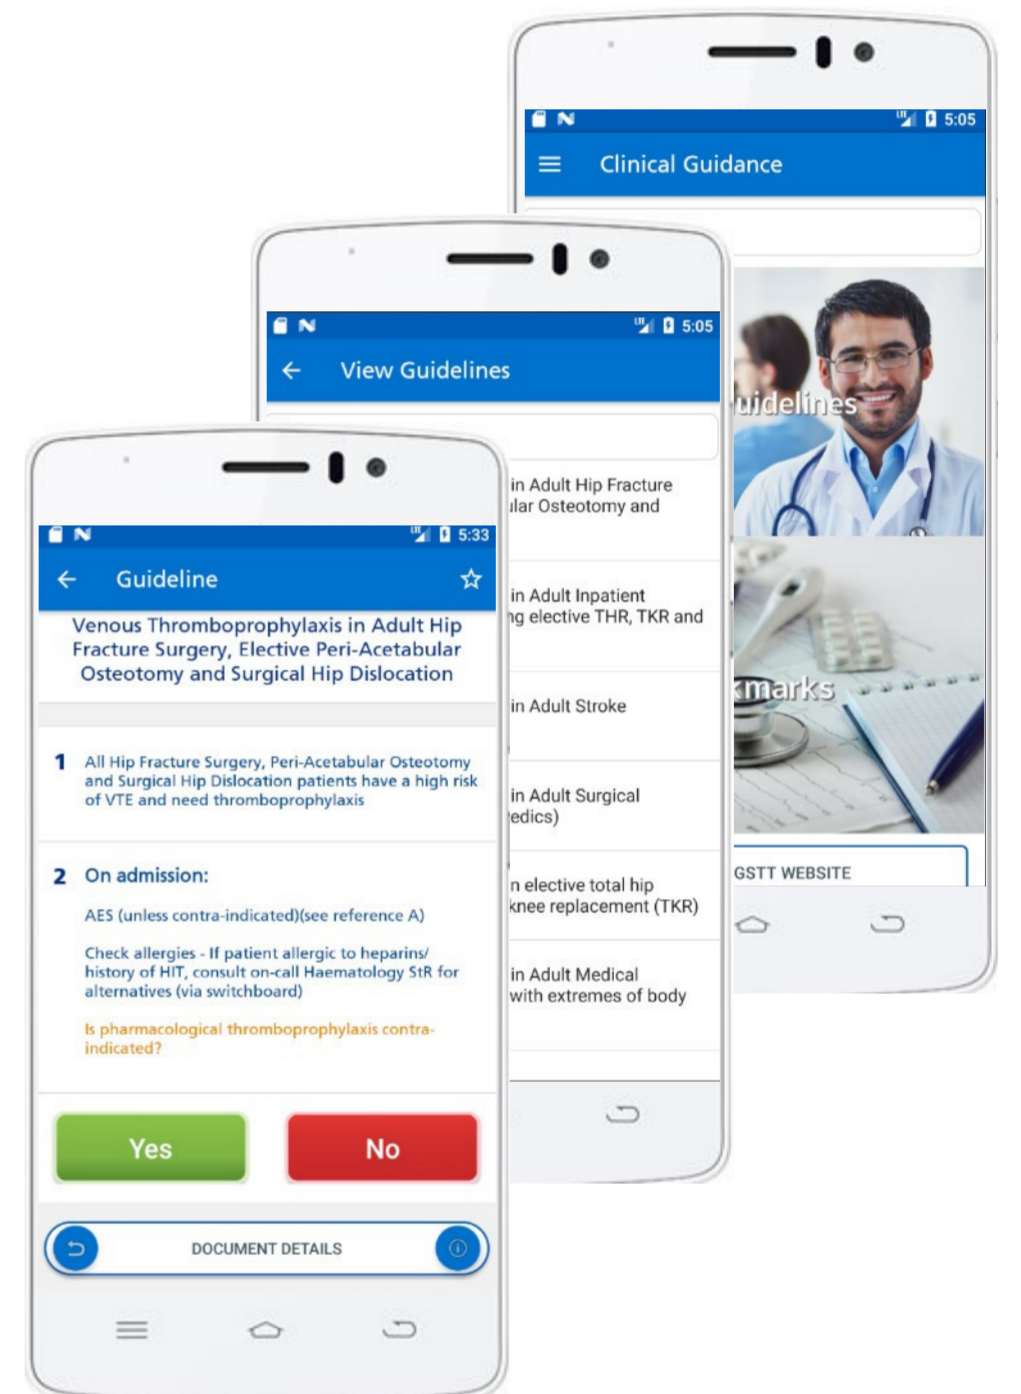 5:05
Clinical Guidance
uidelines
kmarks
GSTT WEBSITE
5:05
View Guidelines
in Adult Hip Fracture
ular Osteotomy and
in Adult Inpatient
ng elective THR, TKR and
in Adult Stroke
in Adult Surgical
edics)
n elective total hip
knee replacement (TKR)
in Adult Medical
with extremes of body
5:33
Guideline
Venous Thromboprophylaxis in Adult Hip
Fracture Surgery, Elective Peri-Acetabular
Osteotomy and Surgical Hip Dislocation
1 All Hip Fracture Surgery, Peri-Acetabular Osteotomy
and Surgical Hip Dislocation patients have a high risk
of VTE and need thromboprophylaxis
2 On admission:
AES (unless contra-indicated)(see reference A)
Check allergies - If patient allergic to heparins/
history of HIT, consult on-call Haematology StR for
alternatives (via switchboard)
Is pharmacological thromboprophylaxis contra-
indicated?
Yes No
DOCUMENT DETAILS